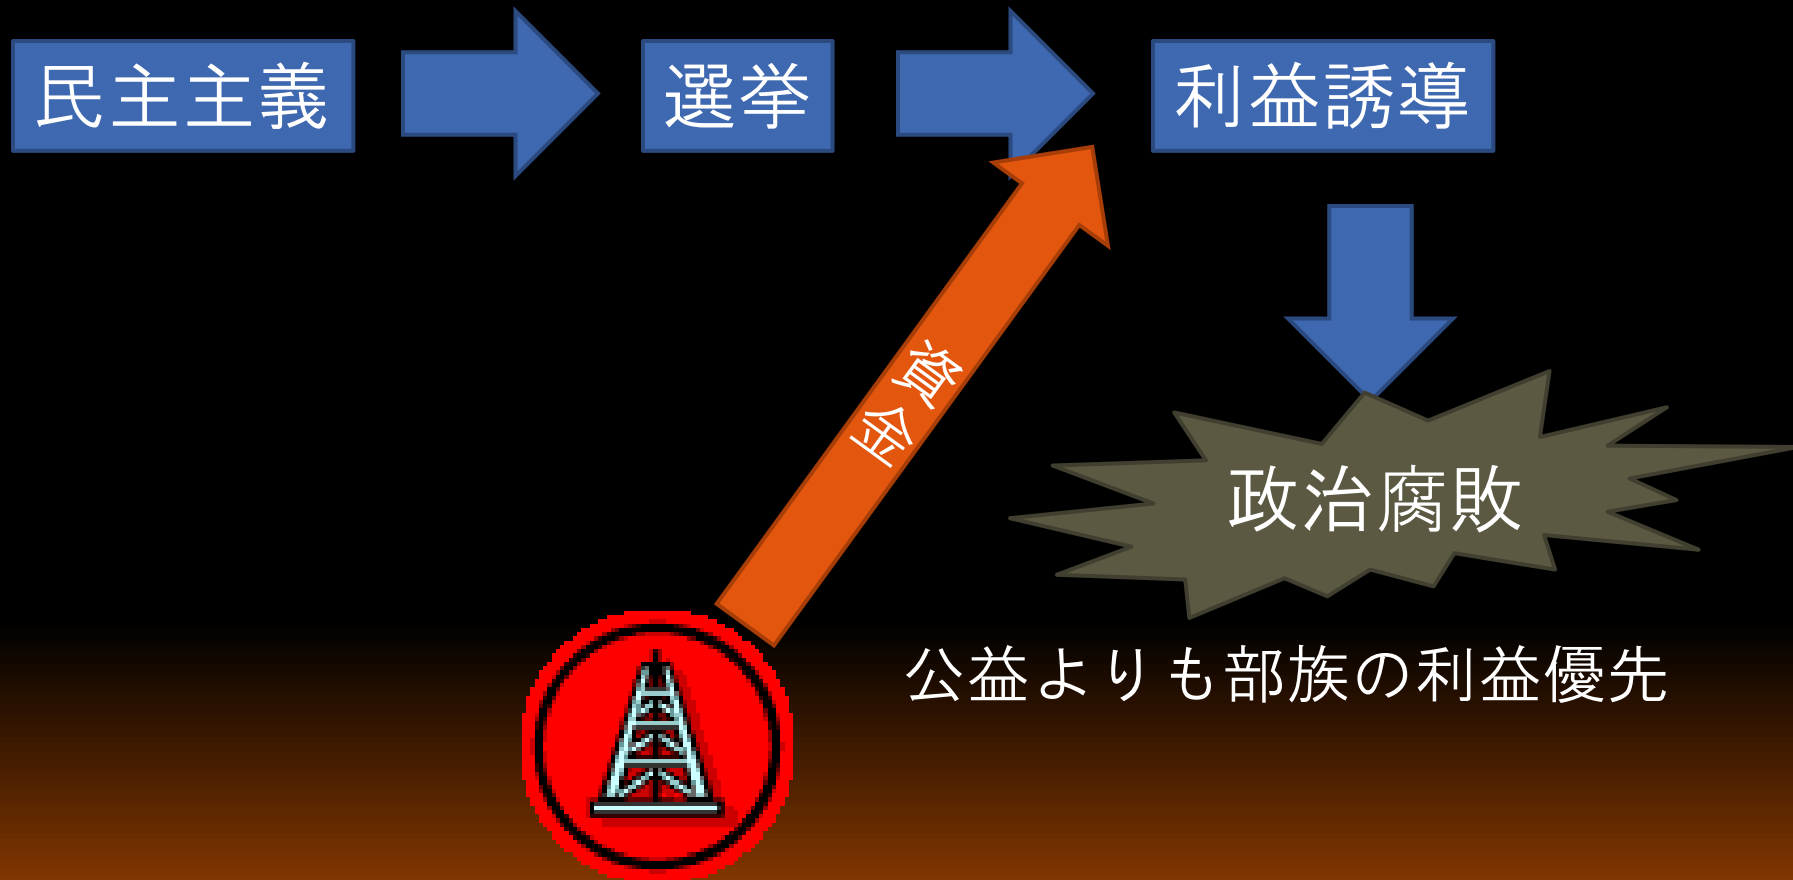 民主主義
選挙
利益誘導
資金
政治腐敗
公益よりも部族の利益優先